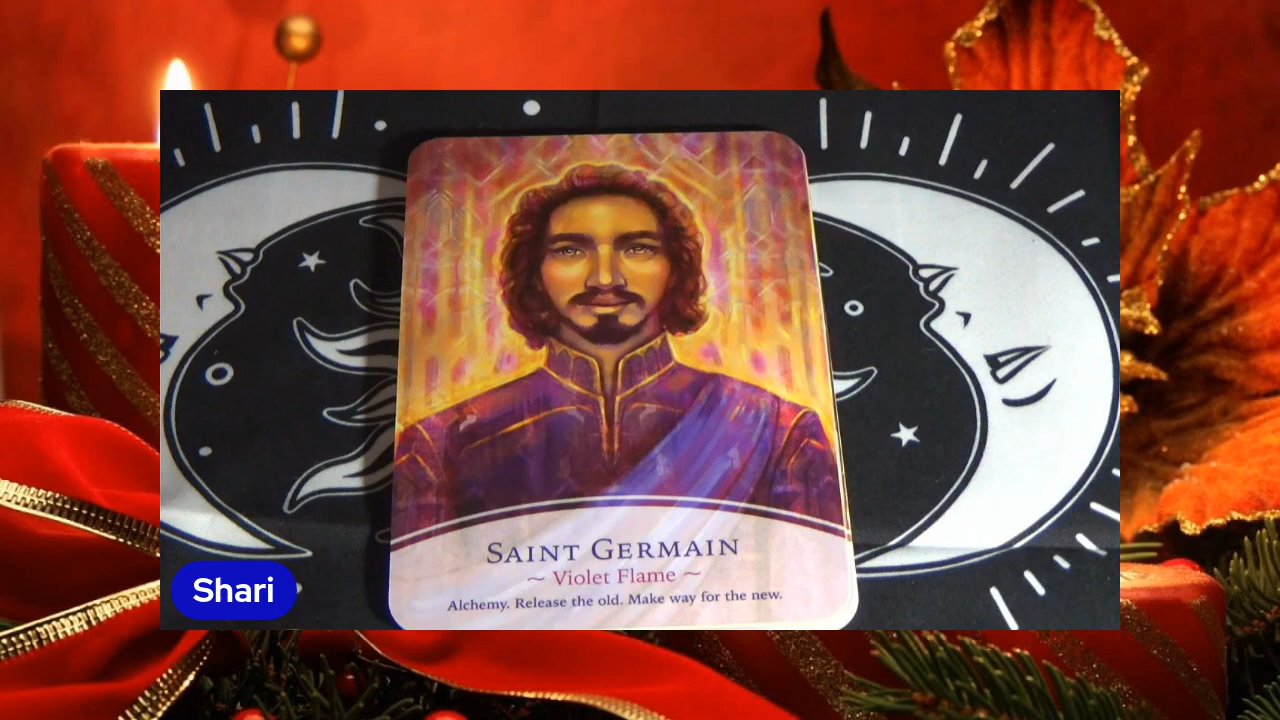 Saint Germain
~ Violet Flame ~
Alchemy. Release the old. Make way for the new.
Shari